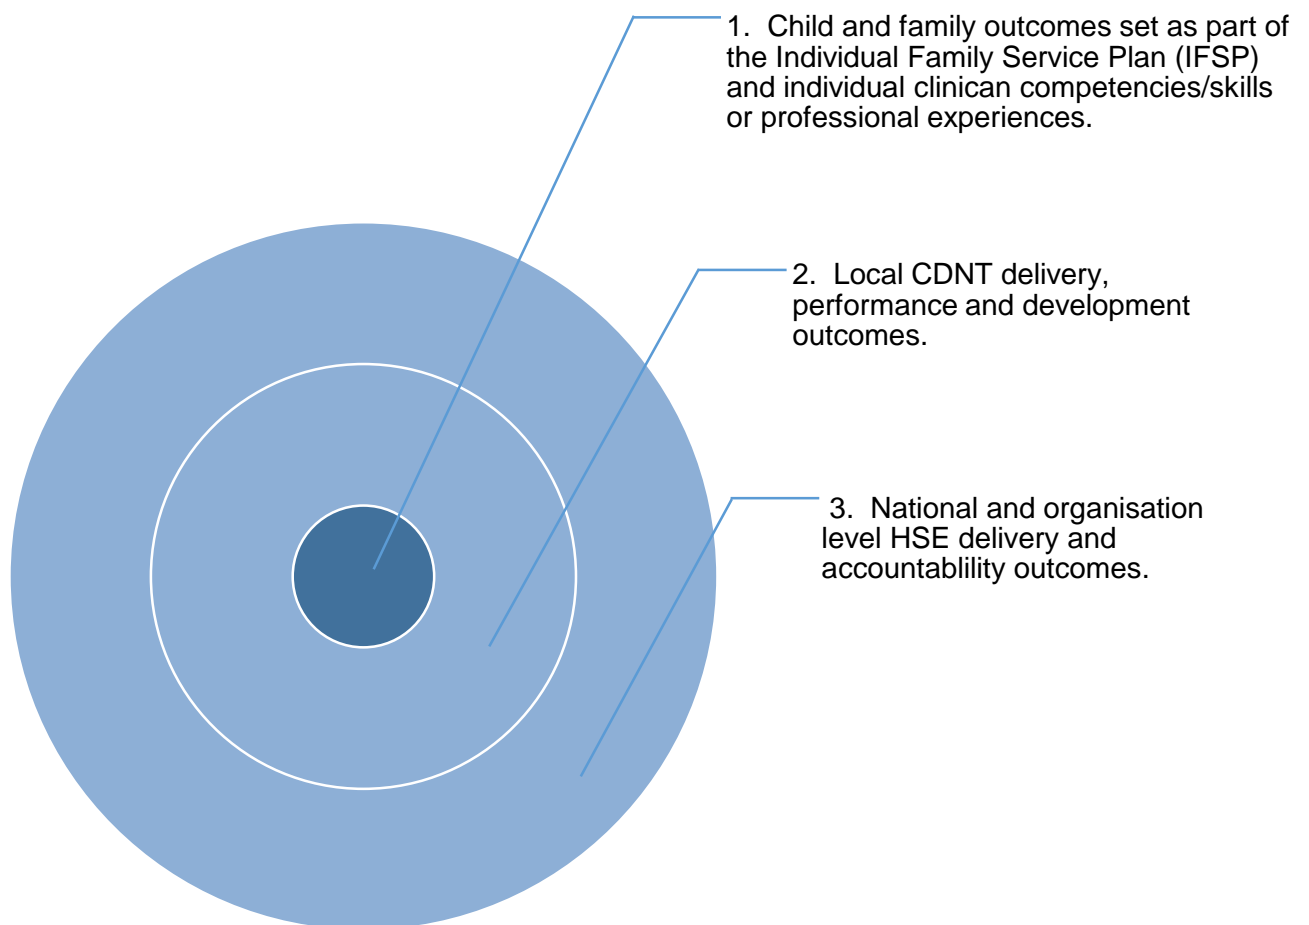 1.  Child and family outcomes set as part of
the Individual Family Service Plan (IFSP)
and individual clinican competencies/skills
or professional experiences.
2.  Local CDNT delivery,
performance and development
outcomes.
3.  National and organisation
level HSE delivery and
accountablility outcomes.